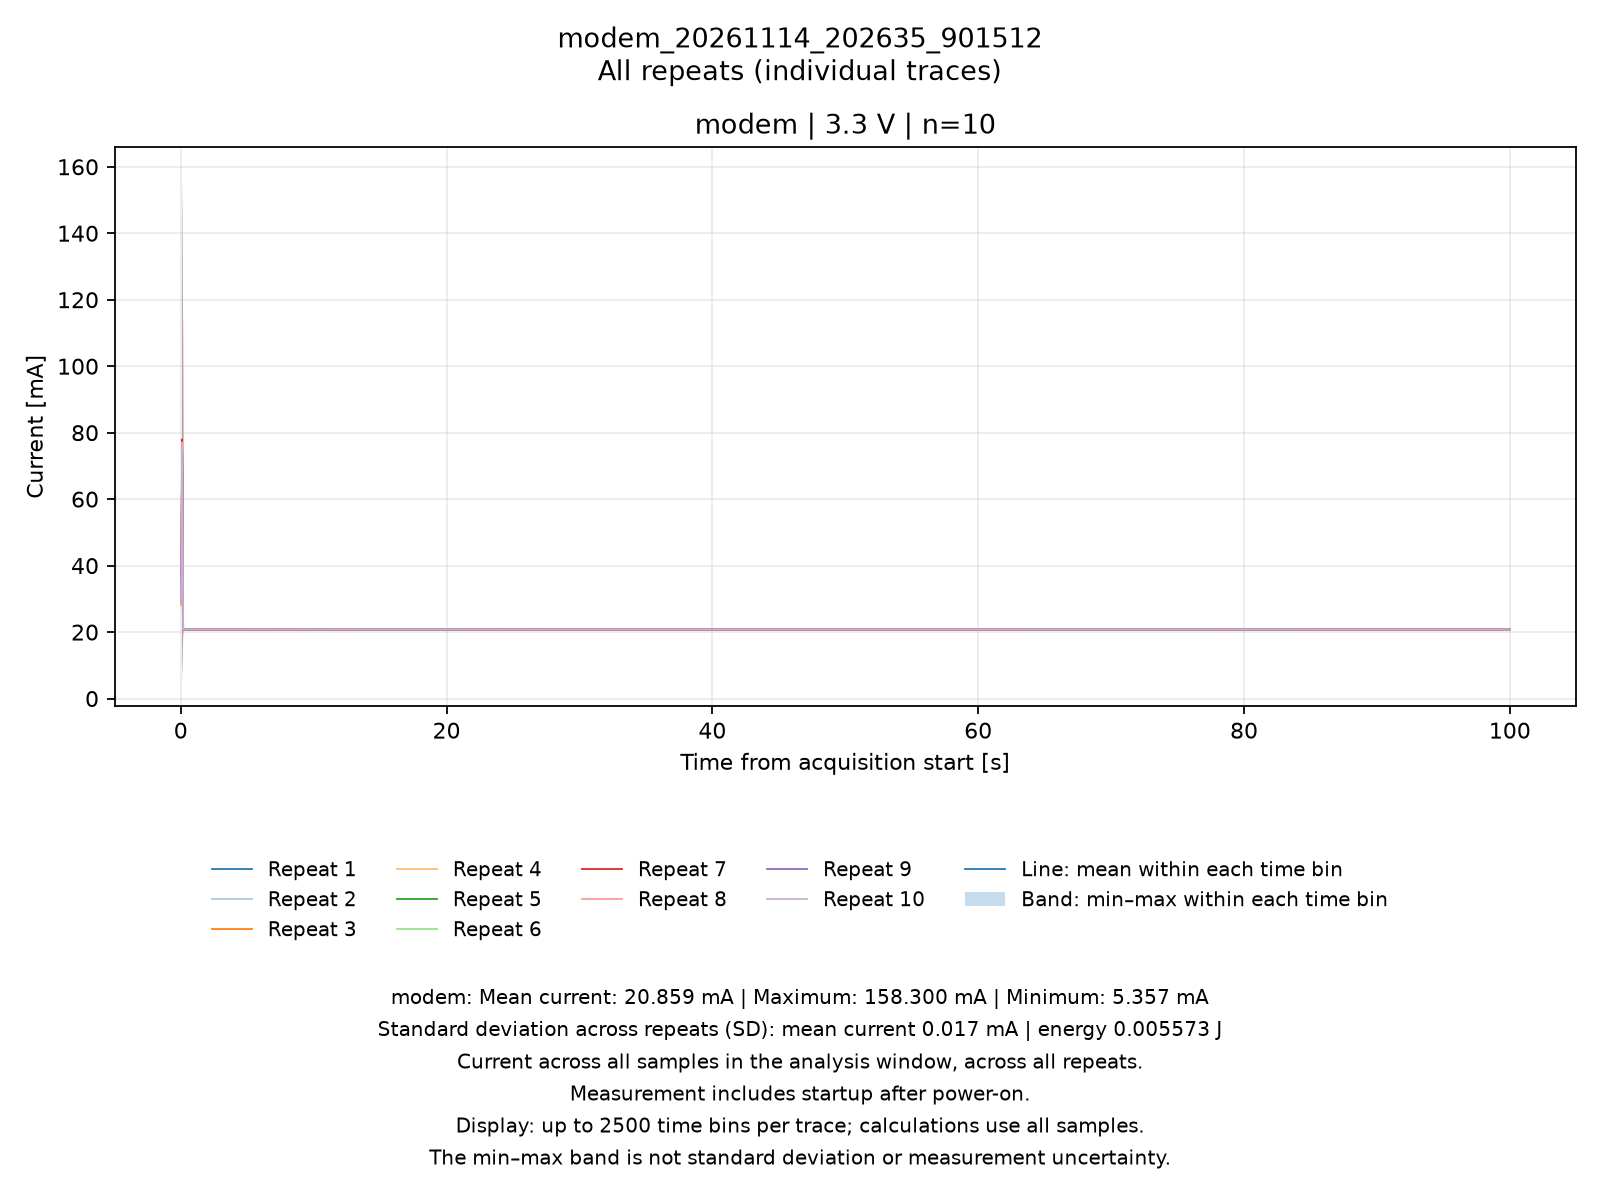 modem_20261114_202635_901512
All repeats (individual traces)
modem | 3.3 V | n=10
Current [mA]
160
140
120
100
80
60
40
20
0
0 20 40 60 80 100
Time from acquisition start [s]
Repeat 1 Repeat 4 Repeat 7 Repeat 9 Line: mean within each time bin
Repeat 2 Repeat 5 Repeat 8 Repeat 10 Band: min–max within each time bin
Repeat 3 Repeat 6
modem: Mean current: 20.859 mA | Maximum: 158.300 mA | Minimum: 5.357 mA
Standard deviation across repeats (SD): mean current 0.017 mA | energy 0.005573 J
Current across all samples in the analysis window, across all repeats.
Measurement includes startup after power-on.
Display: up to 2500 time bins per trace; calculations use all samples.
The min–max band is not standard deviation or measurement uncertainty.